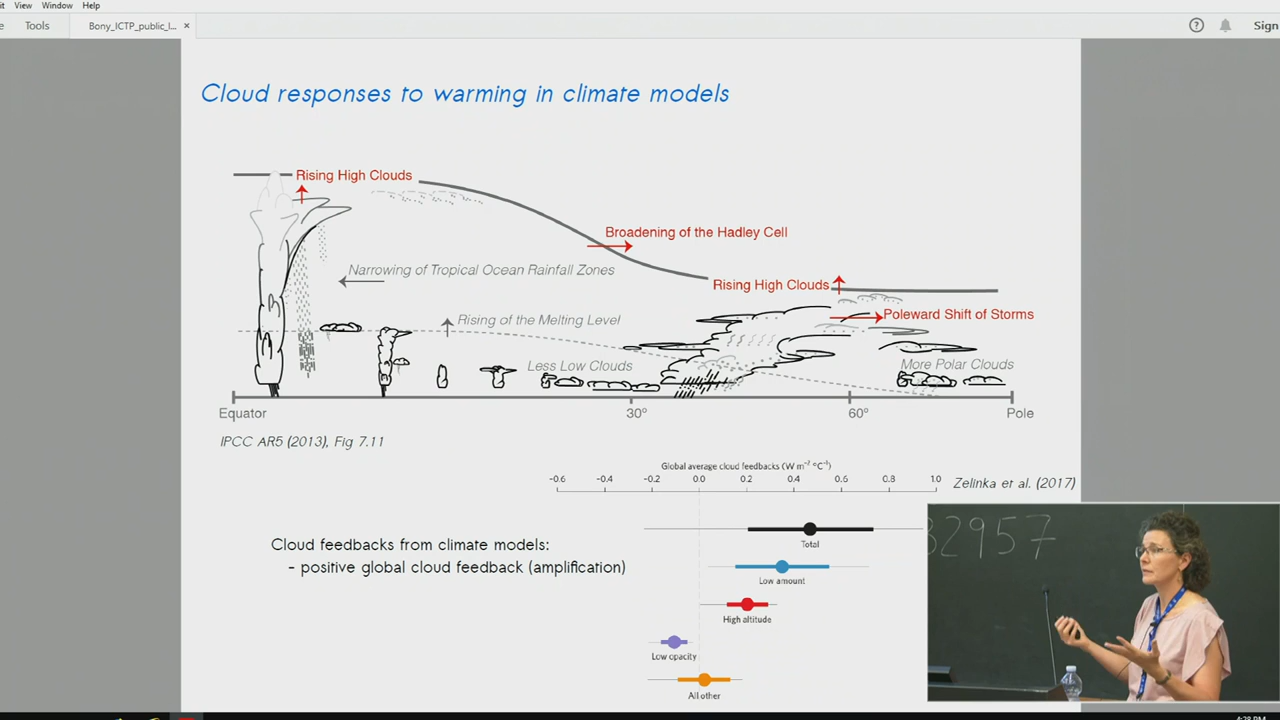 View Window Help
Tools
Bony_ICTP_public_l... ×
Sign
Cloud responses to warming in climate models
Rising High Clouds
Broadening of the Hadley Cell
Narrowing of Tropical Ocean Rainfall Zones
Rising High Clouds
Poleward Shift of Storms
Rising of the Melting Level
Less Low Clouds
More Polar Clouds
Equator 30° 60° Pole
IPCC AR5 (2013), Fig 7.11
Global average cloud feedbacks (W m⁻² °C⁻¹)
-0.6 -0.4 -0.2 0.0 0.2 0.4 0.6 0.8 1.0
Zelinka et al. (2017)
Total
Cloud feedbacks from climate models:
- positive global cloud feedback (amplification)
Low amount
High altitude
Low opacity
All other
82957